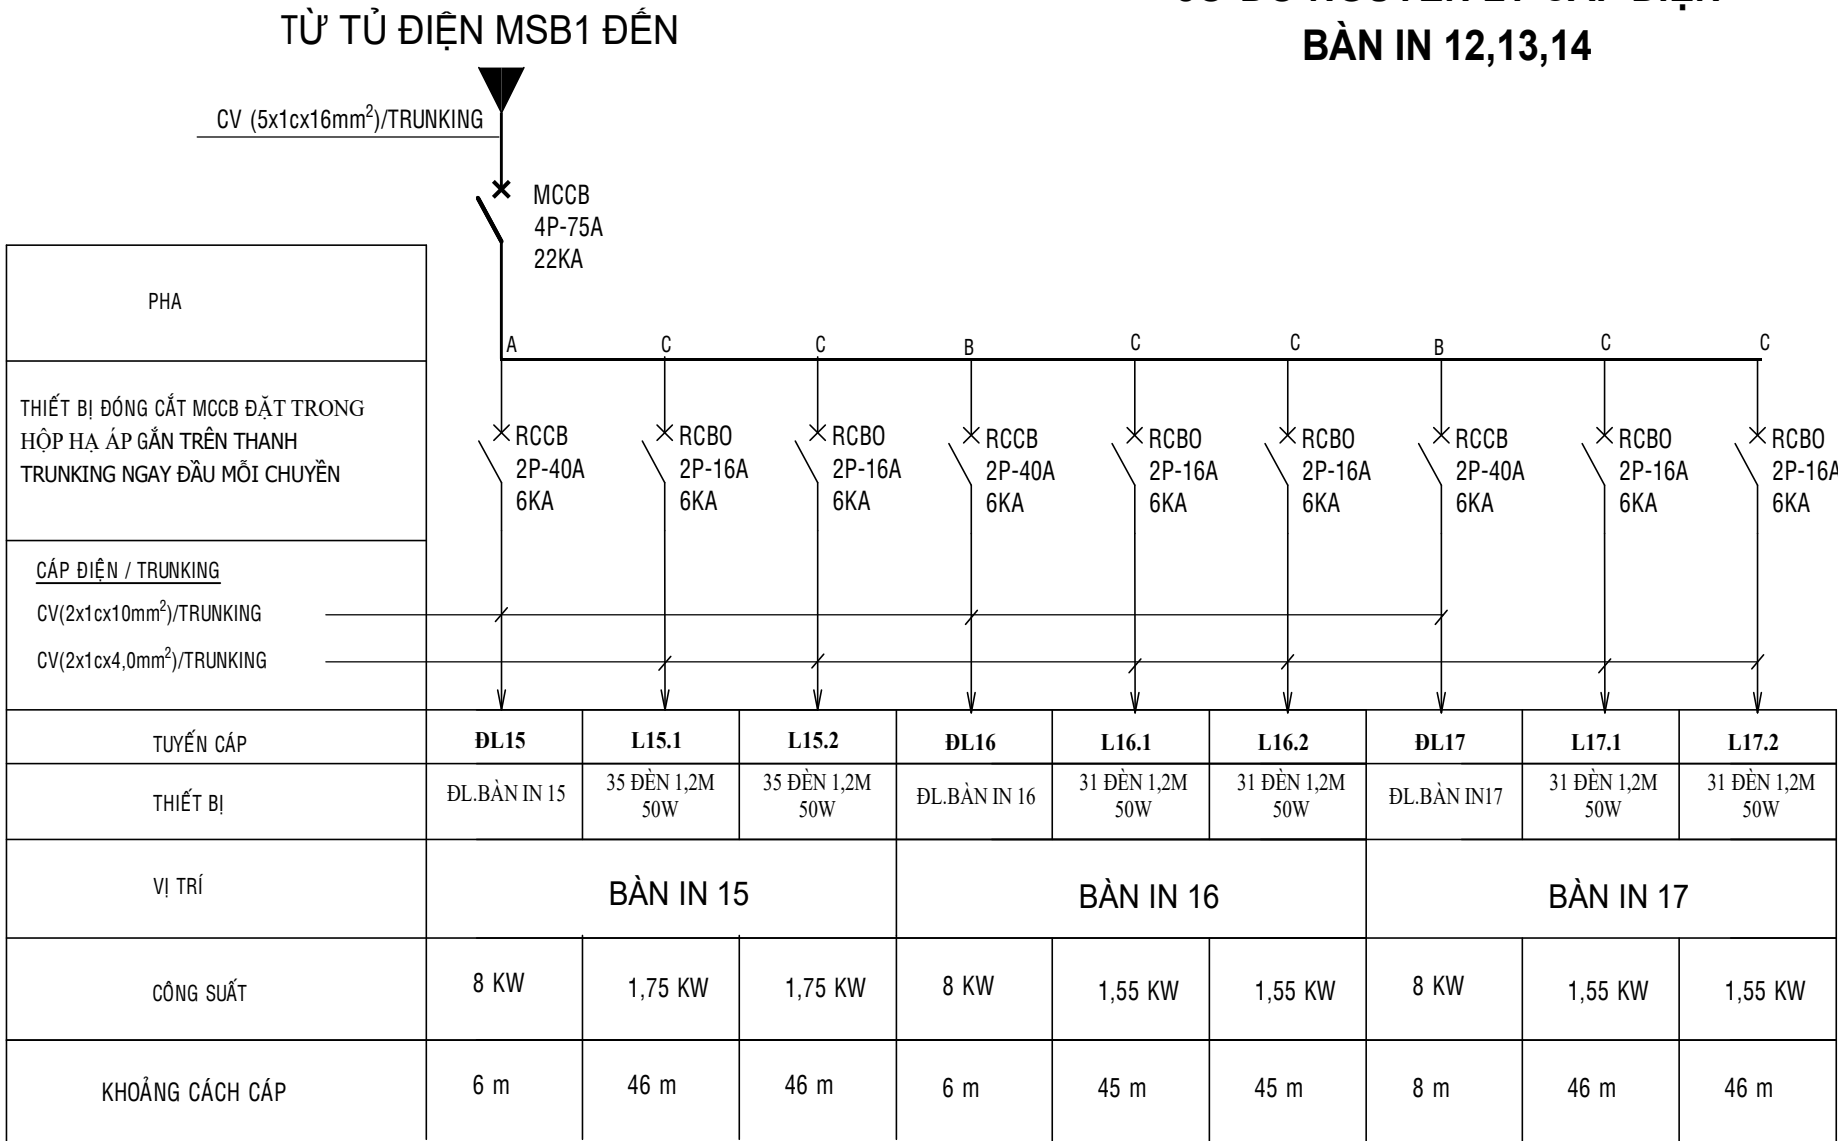 TỪ TỦ ĐIỆN MSB1 ĐẾN
BÀN IN 12,13,14
CV (5x1cx16mm²)/TRUNKING
MCCB
4P-75A
22KA
PHA
A C C B C C B C C
THIẾT BỊ ĐÓNG CẮT MCCB ĐẶT TRONG
HỘP HẠ ÁP GẮN TRÊN THANH
TRUNKING NGAY ĐẦU MỖI CHUYỀN
RCCB RCBO RCBO RCCB RCBO RCBO RCCB RCBO RCBO
2P-40A 2P-16A 2P-16A 2P-40A 2P-16A 2P-16A 2P-40A 2P-16A 2P-16A
6KA 6KA 6KA 6KA 6KA 6KA 6KA 6KA 6KA
CÁP ĐIỆN / TRUNKING
CV(2x1cx10mm²)/TRUNKING
CV(2x1cx4,0mm²)/TRUNKING
TUYẾN CÁP ĐL15 L15.1 L15.2 ĐL16 L16.1 L16.2 ĐL17 L17.1 L17.2
THIẾT BỊ ĐL.BÀN IN 15 35 ĐÈN 1,2M 35 ĐÈN 1,2M ĐL.BÀN IN 16 31 ĐÈN 1,2M 31 ĐÈN 1,2M ĐL.BÀN IN17 31 ĐÈN 1,2M 31 ĐÈN 1,2M
50W 50W 50W 50W 50W 50W
VỊ TRÍ BÀN IN 15 BÀN IN 16 BÀN IN 17
CÔNG SUẤT 8 KW 1,75 KW 1,75 KW 8 KW 1,55 KW 1,55 KW 8 KW 1,55 KW 1,55 KW
KHOẢNG CÁCH CÁP 6 m 46 m 46 m 6 m 45 m 45 m 8 m 46 m 46 m